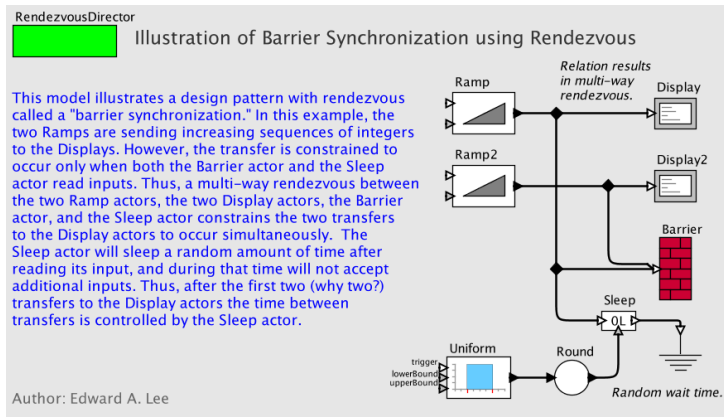 RendezvousDirector
Illustration of Barrier Synchronization using Rendezvous
This model illustrates a design pattern with rendezvous
called a "barrier synchronization." In this example, the
two Ramps are sending increasing sequences of integers
to the Displays. However, the transfer is constrained to
occur only when both the Barrier actor and the Sleep
actor read inputs. Thus, a multi-way rendezvous between
the two Ramp actors, the two Display actors, the Barrier
actor, and the Sleep actor constrains the two transfers
to the Display actors to occur simultaneously.  The
Sleep actor will sleep a random amount of time after
reading its input, and during that time will not accept
additional inputs. Thus, after the first two (why two?)
transfers to the Display actors the time between
transfers is controlled by the Sleep actor.
Relation results
in multi-way
rendezvous.
Ramp
Display
Ramp2
Display2
Barrier
Sleep
OL
Uniform
Round
trigger
lowerBound
upperBound
Random wait time.
Author: Edward A. Lee